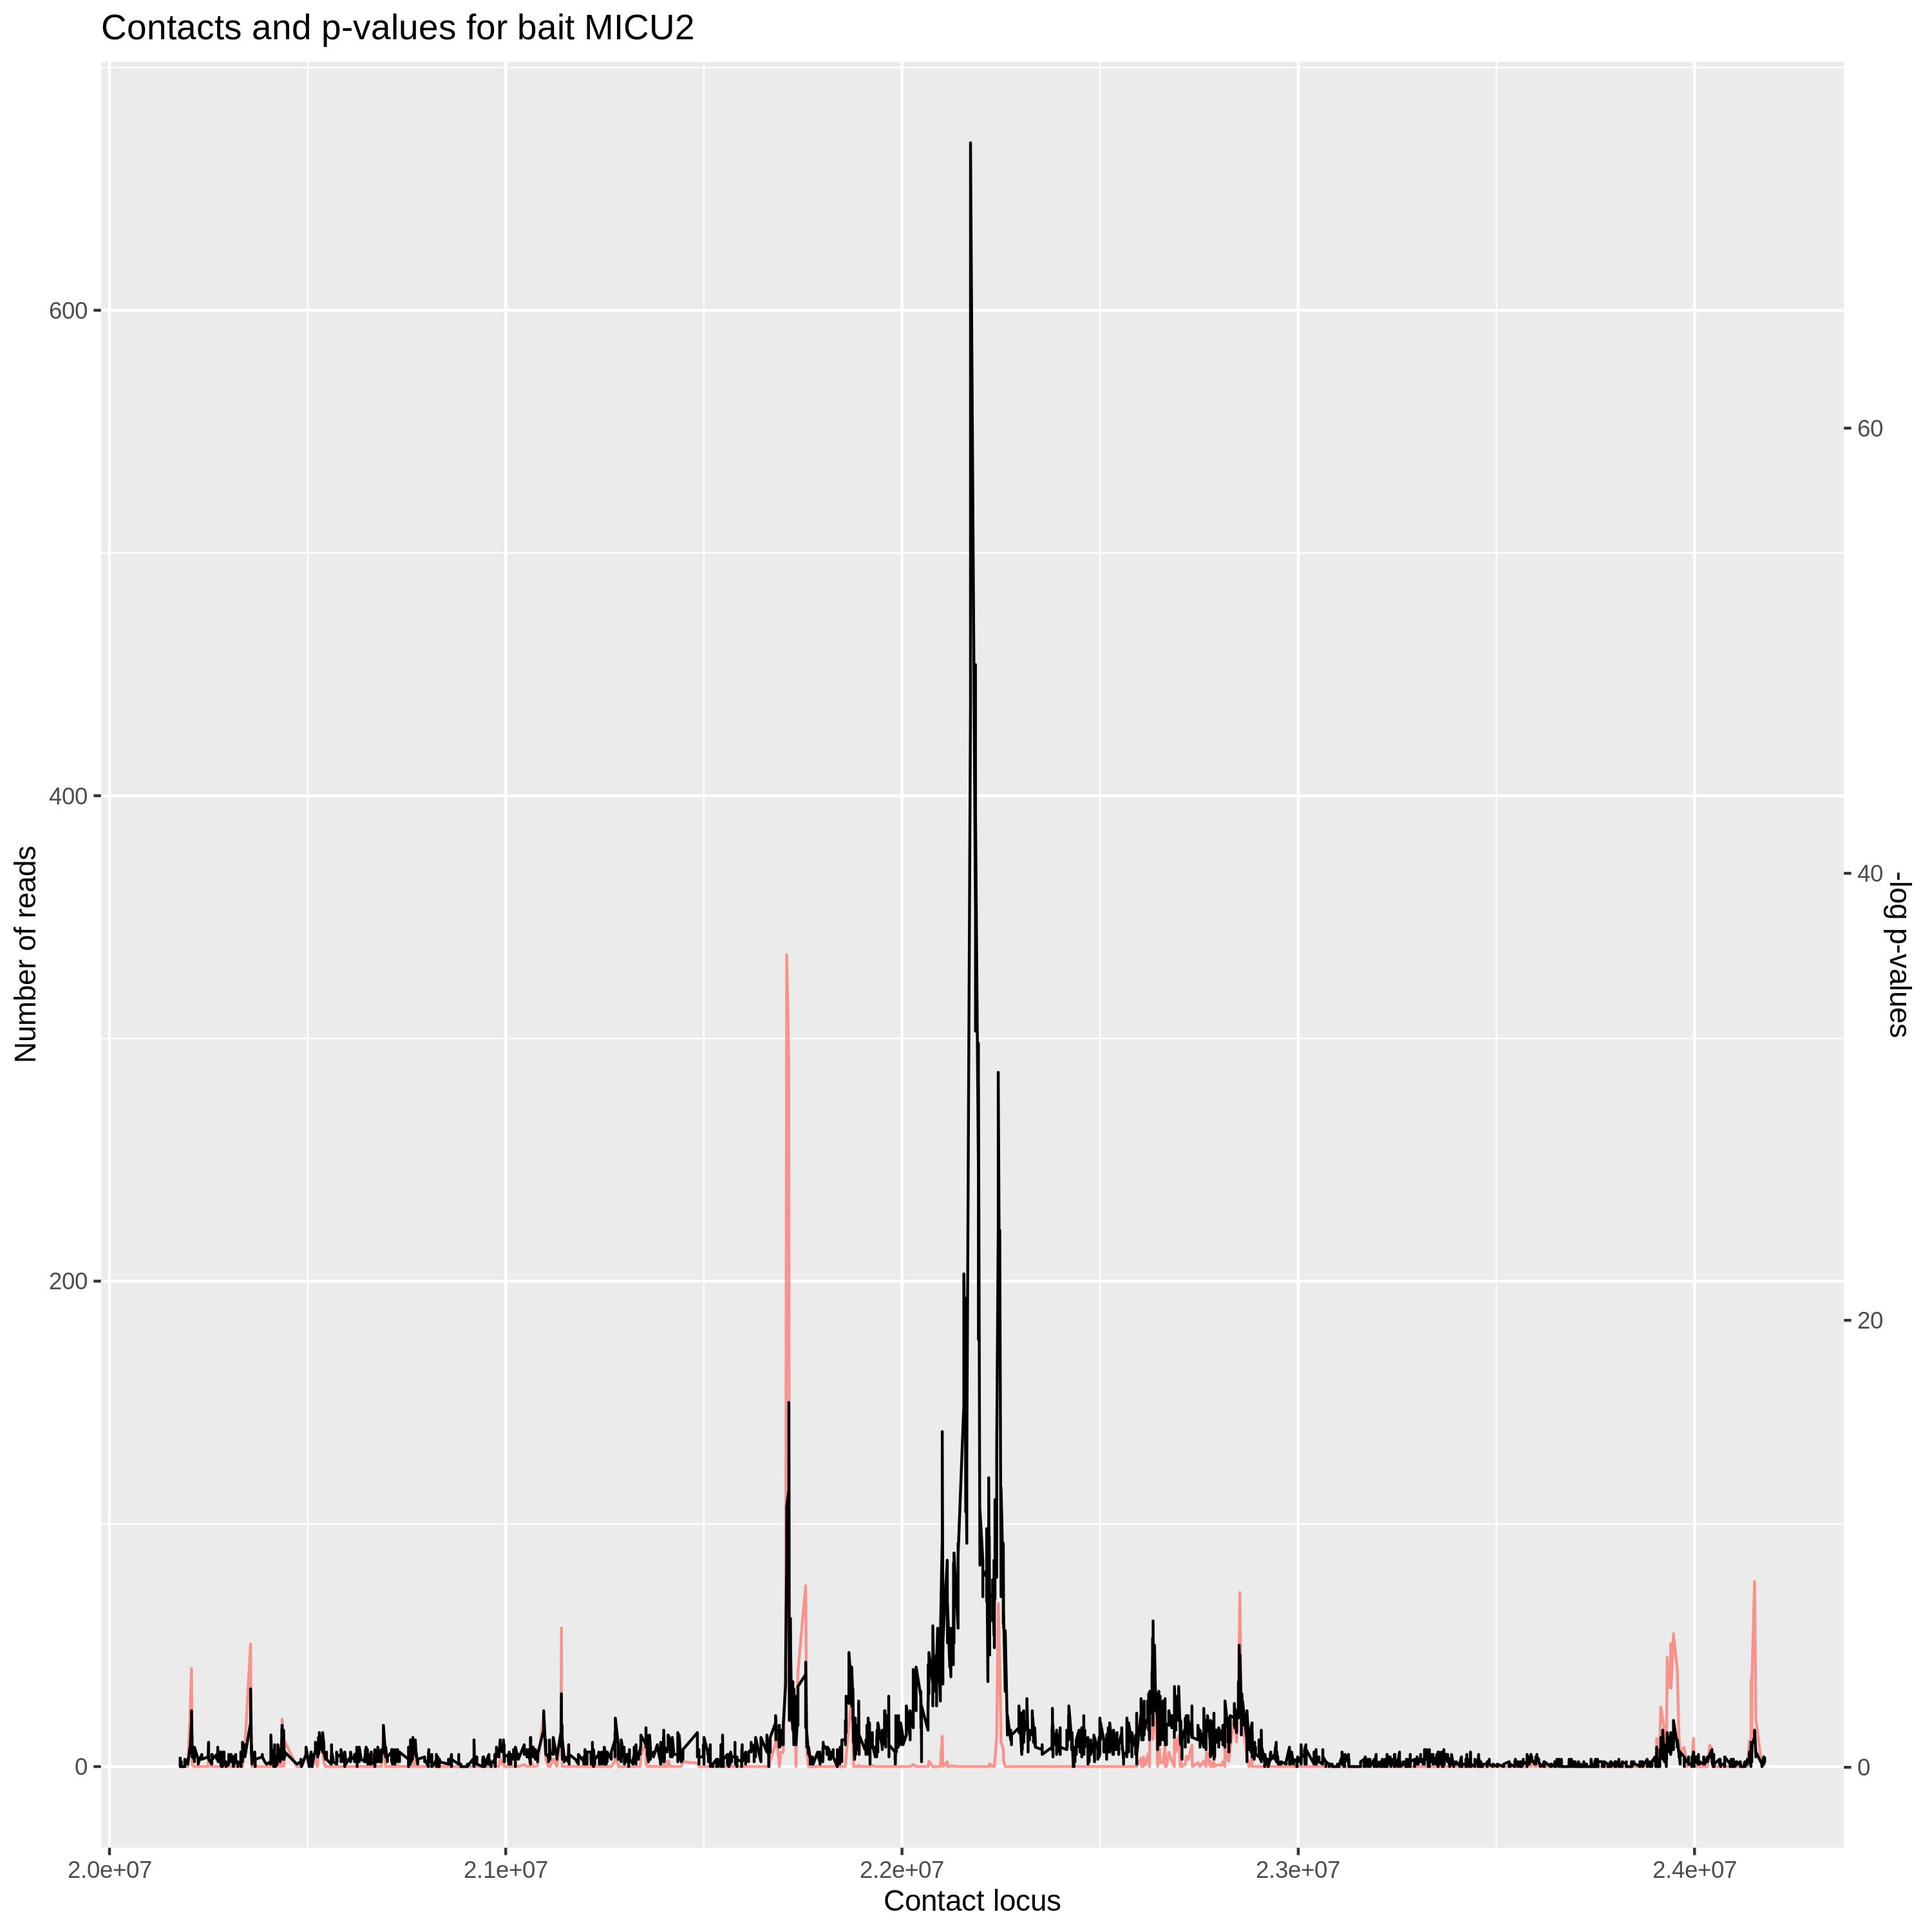 Contacts and p-values for bait MICU2
600
400
200
0
60
40
20
0
Number of reads
-log p-values
2.0e+07
2.1e+07
2.2e+07
2.3e+07
2.4e+07
Contact locus